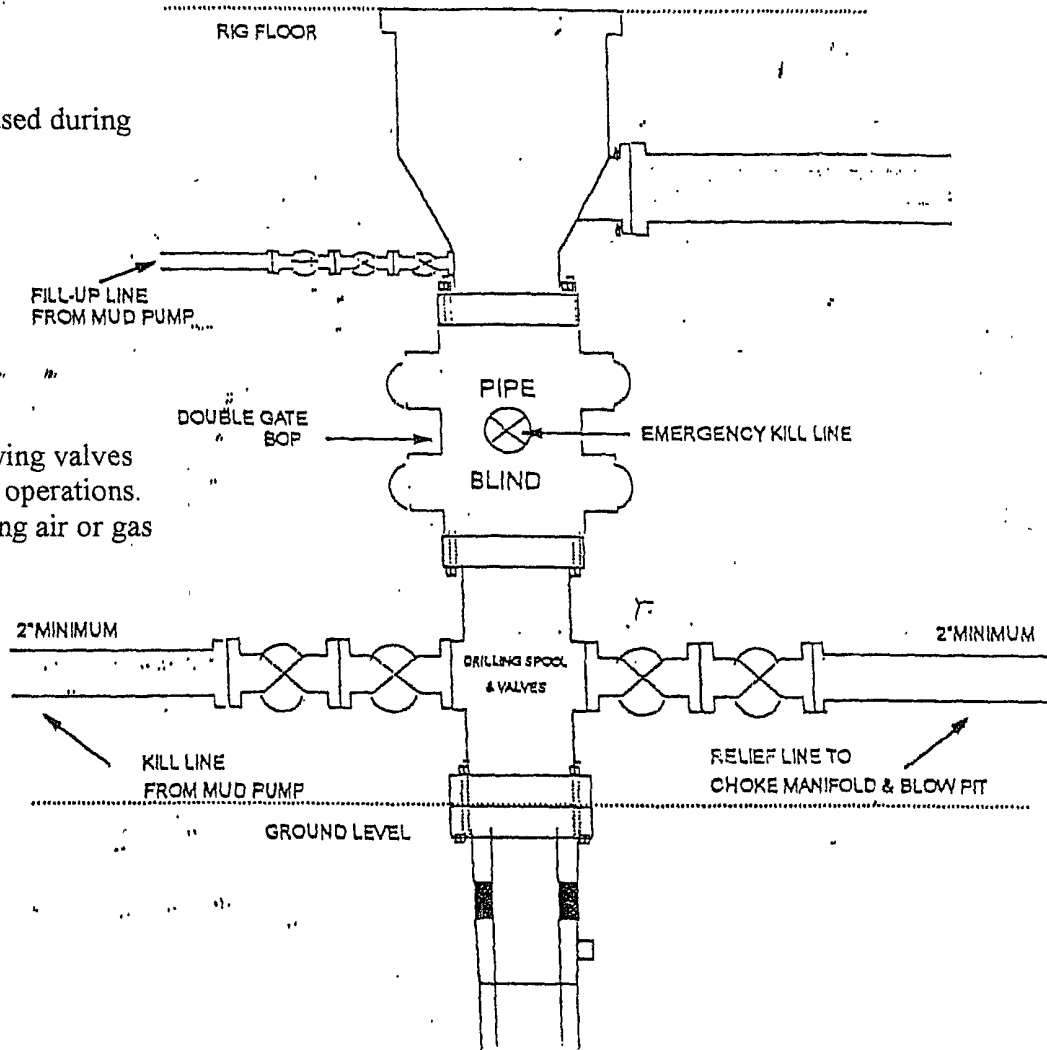 RIG FLOOR
sed during
FILL-UP LINE
FROM MUD PUMP
PIPE
DOUBLE GATE
BOP
EMERGENCY KILL LINE
BLIND
wing valves
operations.
ng air or gas
2"MINIMUM
2"MINIMUM
DRILLING SPOOL
& VALVES
KILL LINE
FROM MUD PUMP
RELIEF LINE TO
CHOKE MANIFOLD & BLOW PIT
GROUND LEVEL